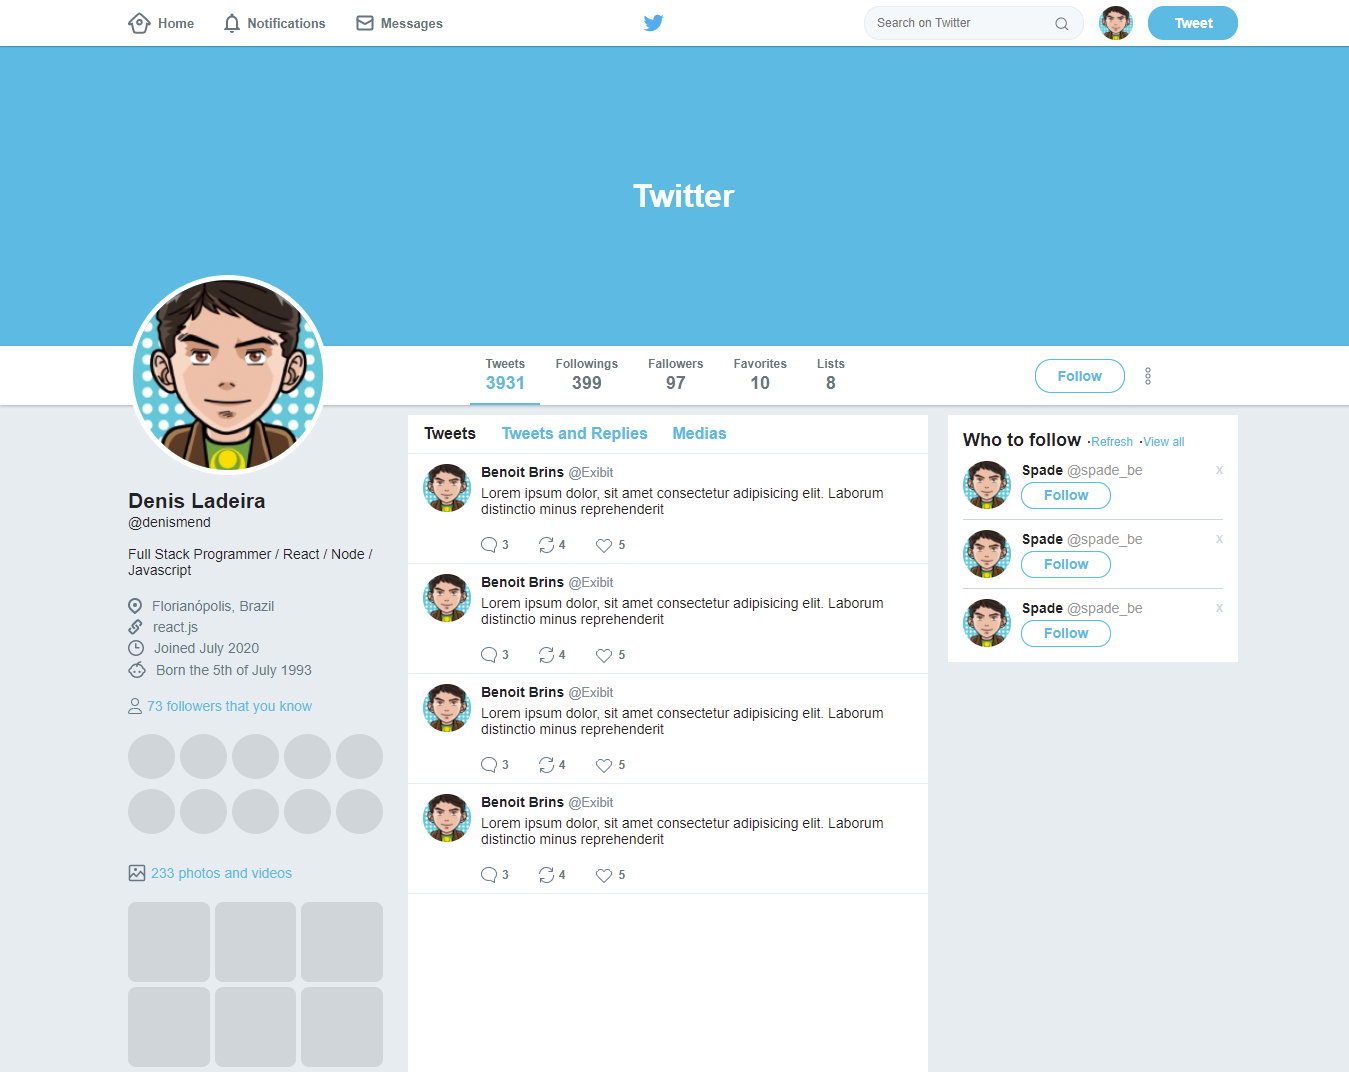 Home Notifications Messages Search on Twitter Tweet
Twitter
Tweets Followings Fallowers Favorites Lists
3931 399 97 10 8
Follow
Denis Ladeira
@denismend
Full Stack Programmer / React / Node /
Javascript
Florianópolis, Brazil
react.js
Joined July 2020
Born the 5th of July 1993
73 followers that you know
233 photos and videos
Tweets Tweets and Replies Medias
Benoit Brins @Exibit
Lorem ipsum dolor, sit amet consectetur adipisicing elit. Laborum
distinctio minus reprehenderit
3 4 5
Benoit Brins @Exibit
Lorem ipsum dolor, sit amet consectetur adipisicing elit. Laborum
distinctio minus reprehenderit
3 4 5
Benoit Brins @Exibit
Lorem ipsum dolor, sit amet consectetur adipisicing elit. Laborum
distinctio minus reprehenderit
3 4 5
Benoit Brins @Exibit
Lorem ipsum dolor, sit amet consectetur adipisicing elit. Laborum
distinctio minus reprehenderit
3 4 5
Who to follow ·Refresh ·View all
Spade @spade_be x
Follow
Spade @spade_be x
Follow
Spade @spade_be x
Follow